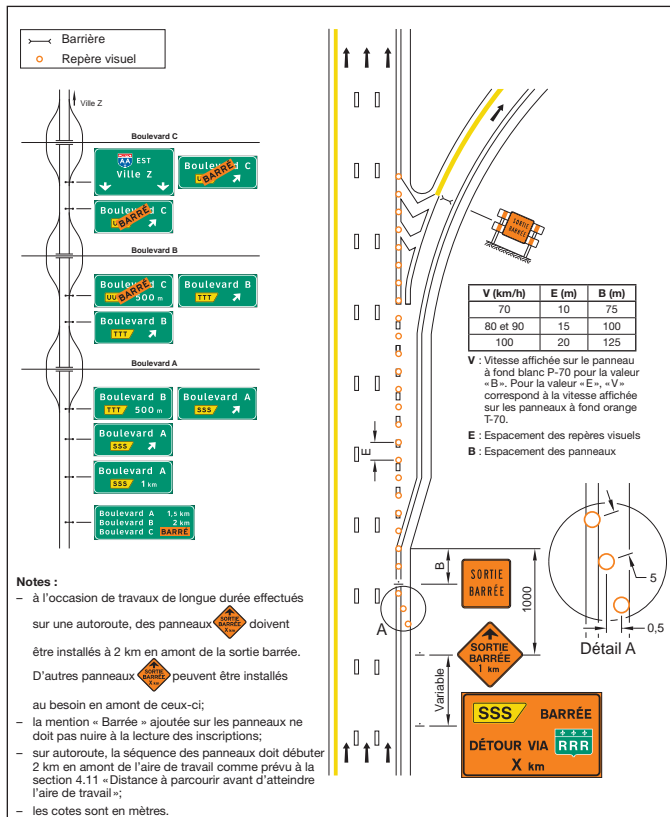 Barrière
Repère visuel
Ville Z
Boulevard C
AA EST
Ville Z
Boulevard C
U BARRÉ
Boulevard C
U BARRÉ
Boulevard B
Boulevard C
UU BARRÉ 500 m
Boulevard B
TTT
Boulevard B
TTT
Boulevard A
Boulevard B
TTT 500 m
Boulevard A
SSS
Boulevard A
SSS
Boulevard A
SSS 1 km
Boulevard A 1,5 km
Boulevard B 2 km
Boulevard C BARRÉ
Notes :
– à l'occasion de travaux de longue durée effectués
sur une autoroute, des panneaux SORTIE BARRÉE X km doivent
être installés à 2 km en amont de la sortie barrée.
D'autres panneaux SORTIE BARRÉE X km peuvent être installés
au besoin en amont de ceux-ci;
– la mention « Barrée » ajoutée sur les panneaux ne
doit pas nuire à la lecture des inscriptions;
– sur autoroute, la séquence des panneaux doit débuter
2 km en amont de l'aire de travail comme prévu à la
section 4.11 «Distance à parcourir avant d'atteindre
l'aire de travail»;
– les cotes sont en mètres.
SORTIE
BARRÉE
V (km/h) E (m) B (m)
70 10 75
80 et 90 15 100
100 20 125
V : Vitesse affichée sur le panneau
à fond blanc P-70 pour la valeur
«B». Pour la valeur «E», «V»
correspond à la vitesse affichée
sur les panneaux à fond orange
T-70.
E : Espacement des repères visuels
B : Espacement des panneaux
E
B
SORTIE
BARRÉE
1000
A
SORTIE
BARRÉE
1 km
Variable
SSS BARRÉE
DÉTOUR VIA RRR
X km
5
0,5
Détail A